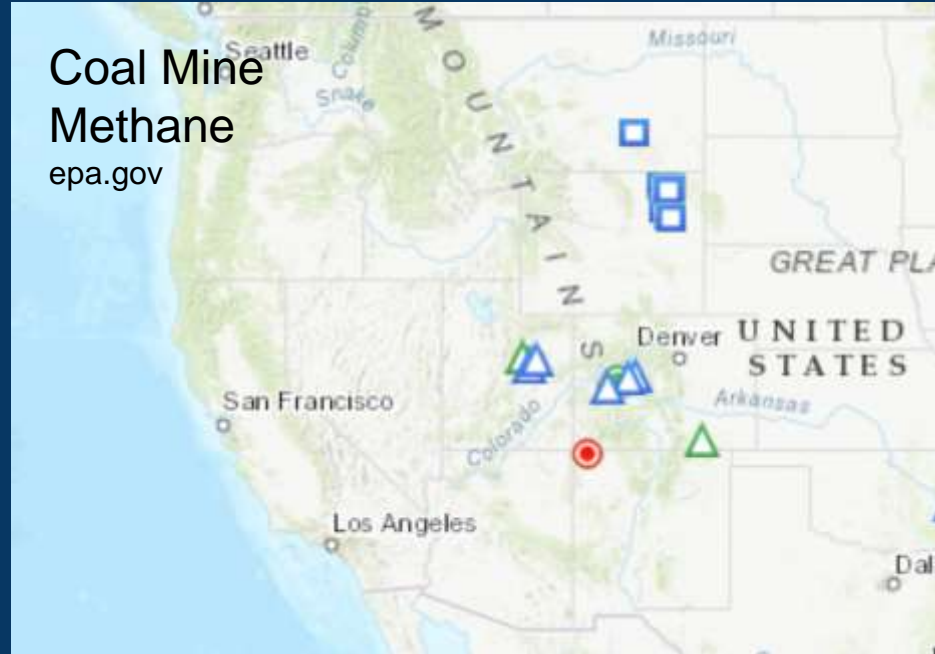 Coal Mine
Methane
epa.gov
Seattle
Columb
Snake
Missouri
MOUNTAINS
GREAT PLA
Denver
UNITED
STATES
San Francisco
Colorado
Arkansas
Los Angeles
Dal